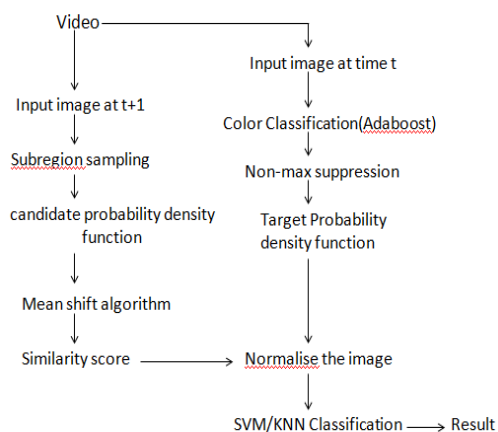 Video
Input image at time t
Input image at t+1
Color Classification(Adaboost)
Subregion sampling
Non-max suppression
candidate probability density
function
Target Probability
density function
Mean shift algorithm
Similarity score
Normalise the image
SVM/KNN Classification
Result